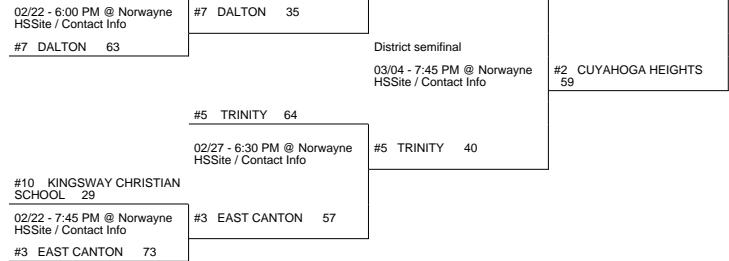 02/22 - 6:00 PM @ Norwayne
HSSite / Contact Info
#7 DALTON 63
#7 DALTON 35
District semifinal
03/04 - 7:45 PM @ Norwayne
HSSite / Contact Info
#2 CUYAHOGA HEIGHTS
59
#5 TRINITY 64
02/27 - 6:30 PM @ Norwayne
HSSite / Contact Info
#5 TRINITY 40
#10 KINGSWAY CHRISTIAN
SCHOOL 29
02/22 - 7:45 PM @ Norwayne
HSSite / Contact Info
#3 EAST CANTON 57
#3 EAST CANTON 73